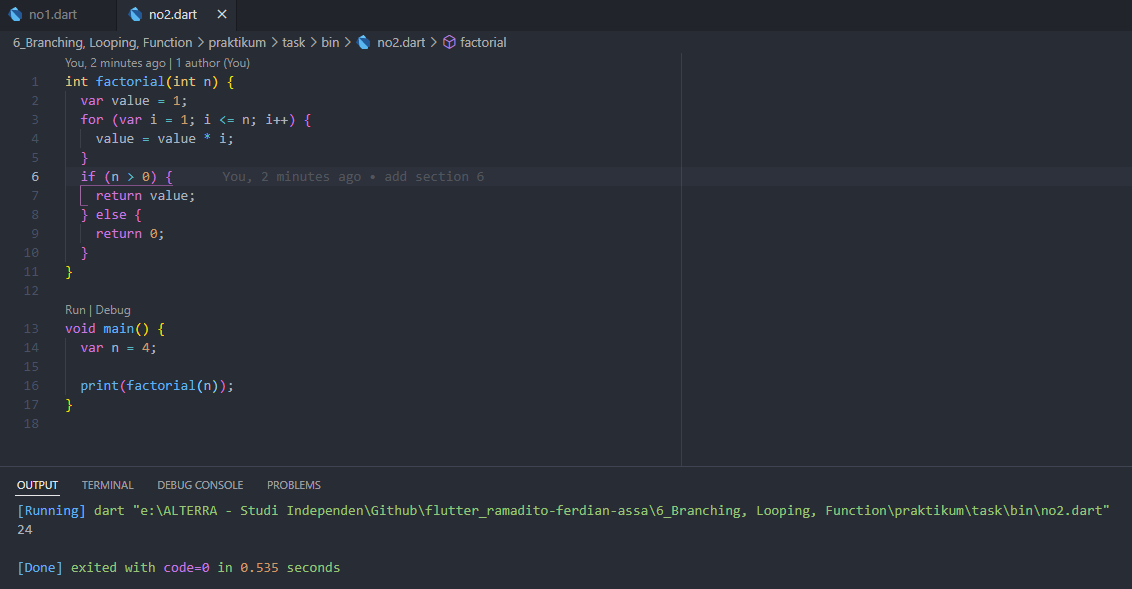 no1.dart no2.dart
6_Branching, Looping, Function > praktikum > task > bin > no2.dart > factorial
You, 2 minutes ago | 1 author (You)
1 int factorial(int n) {
2 var value = 1;
3 for (var i = 1; i <= n; i++) {
4 value = value * i;
5 }
6 if (n > 0) { You, 2 minutes ago • add section 6
7 return value;
8 } else {
9 return 0;
10 }
11 }
12
Run | Debug
13 void main() {
14 var n = 4;
15
16 print(factorial(n));
17 }
18
OUTPUT TERMINAL DEBUG CONSOLE PROBLEMS
[Running] dart "e:\ALTERRA - Studi Independen\Github\flutter_ramadito-ferdian-assa\6_Branching, Looping, Function\praktikum\task\bin\no2.dart"
24
[Done] exited with code=0 in 0.535 seconds